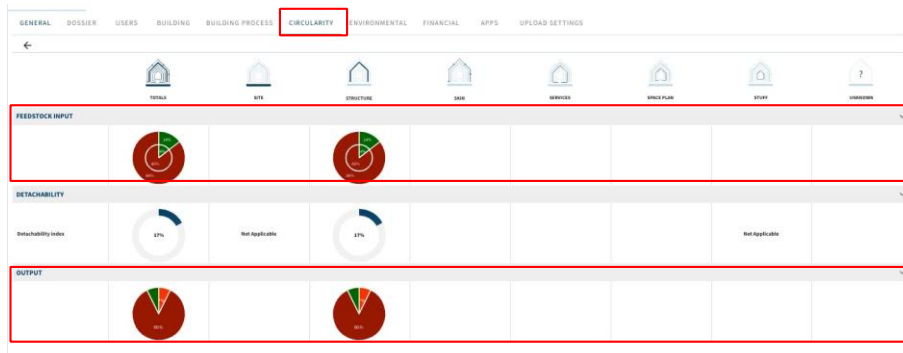 GENERAL DOSSIER USERS BUILDING BUILDING PROCESS CIRCULARITY ENVIRONMENTAL FINANCIAL APPS UPLOAD SETTINGS
?
TOTALS SITE STRUCTURE SKIN SERVICES SPACE PLAN STUFF UNKNOWN
FEEDSTOCK INPUT
DETACHABILITY
Detachability index 17% Not Applicable 17% Not Applicable
OUTPUT